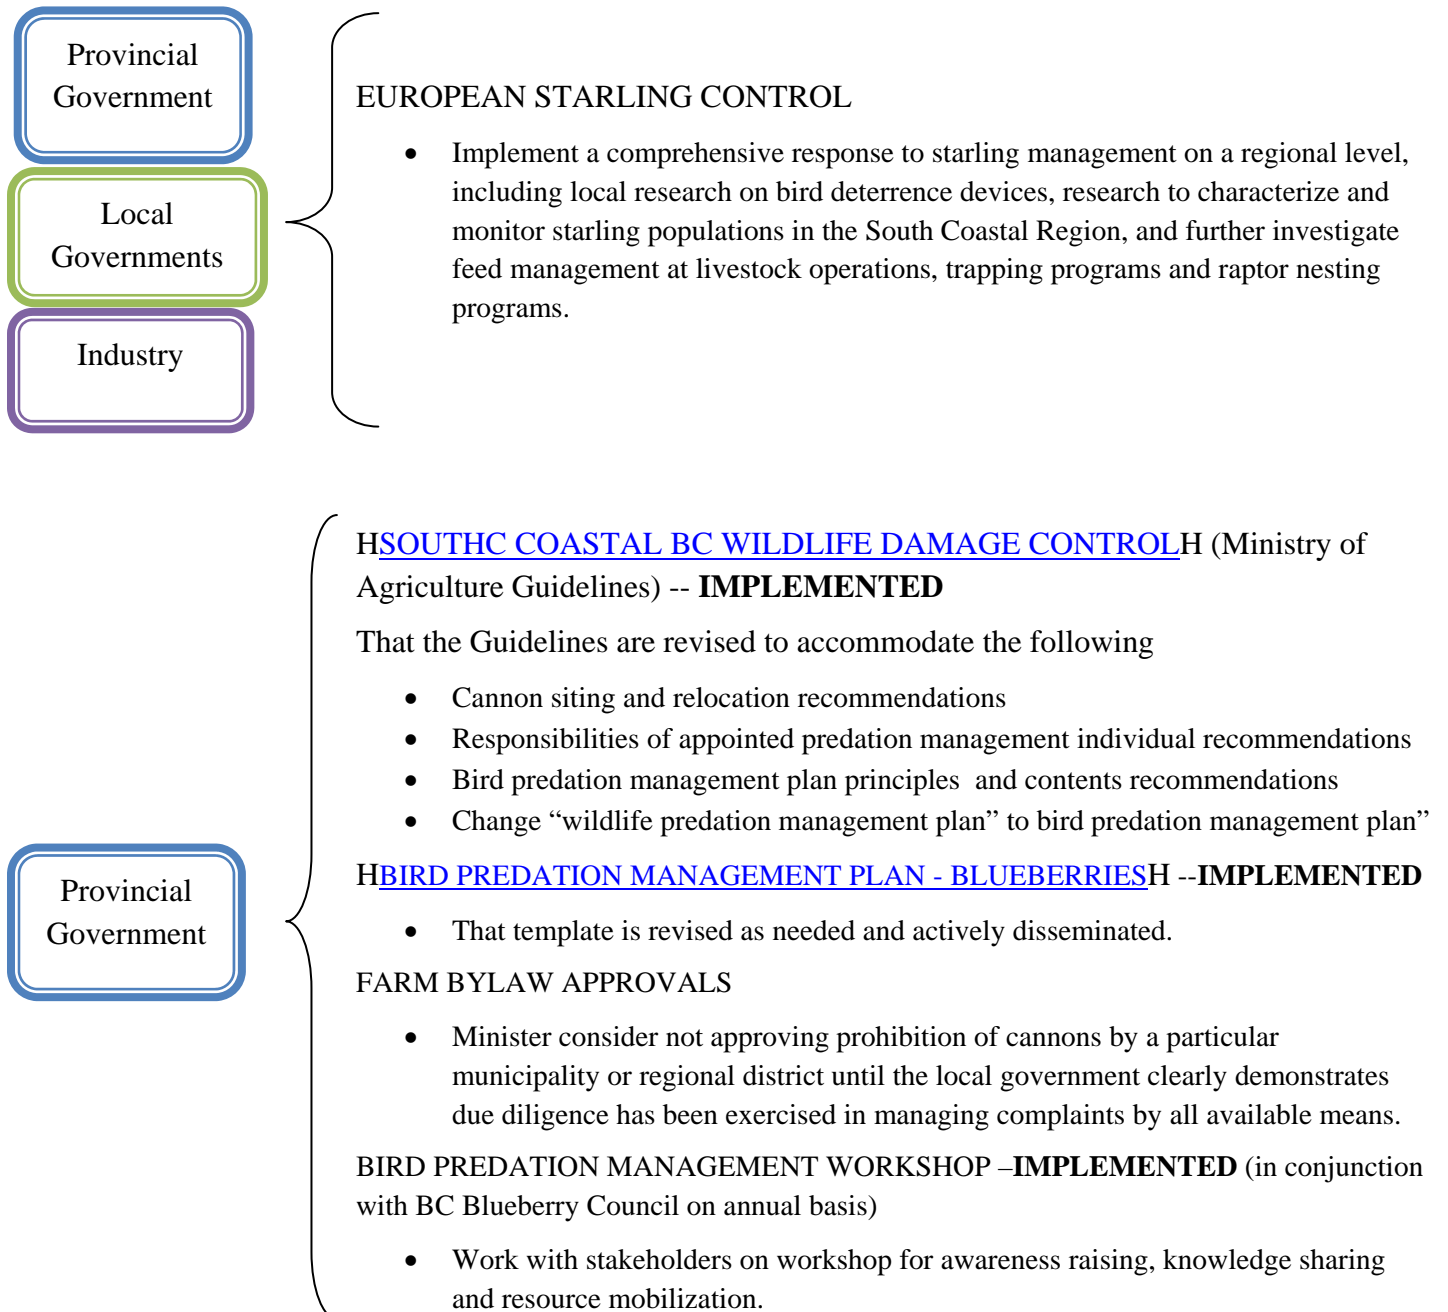 Provincial
Government
Local
Governments
Industry
EUROPEAN STARLING CONTROL
• Implement a comprehensive response to starling management on a regional level,
including local research on bird deterrence devices, research to characterize and
monitor starling populations in the South Coastal Region, and further investigate
feed management at livestock operations, trapping programs and raptor nesting
programs.
Provincial
Government
HSOUTHC COASTAL BC WILDLIFE DAMAGE CONTROLH (Ministry of
Agriculture Guidelines) -- IMPLEMENTED
That the Guidelines are revised to accommodate the following
• Cannon siting and relocation recommendations
• Responsibilities of appointed predation management individual recommendations
• Bird predation management plan principles  and contents recommendations
• Change “wildlife predation management plan” to bird predation management plan”
HBIRD PREDATION MANAGEMENT PLAN - BLUEBERRIESH --IMPLEMENTED
• That template is revised as needed and actively disseminated.
FARM BYLAW APPROVALS
• Minister consider not approving prohibition of cannons by a particular
municipality or regional district until the local government clearly demonstrates
due diligence has been exercised in managing complaints by all available means.
BIRD PREDATION MANAGEMENT WORKSHOP –IMPLEMENTED (in conjunction
with BC Blueberry Council on annual basis)
• Work with stakeholders on workshop for awareness raising, knowledge sharing
and resource mobilization.